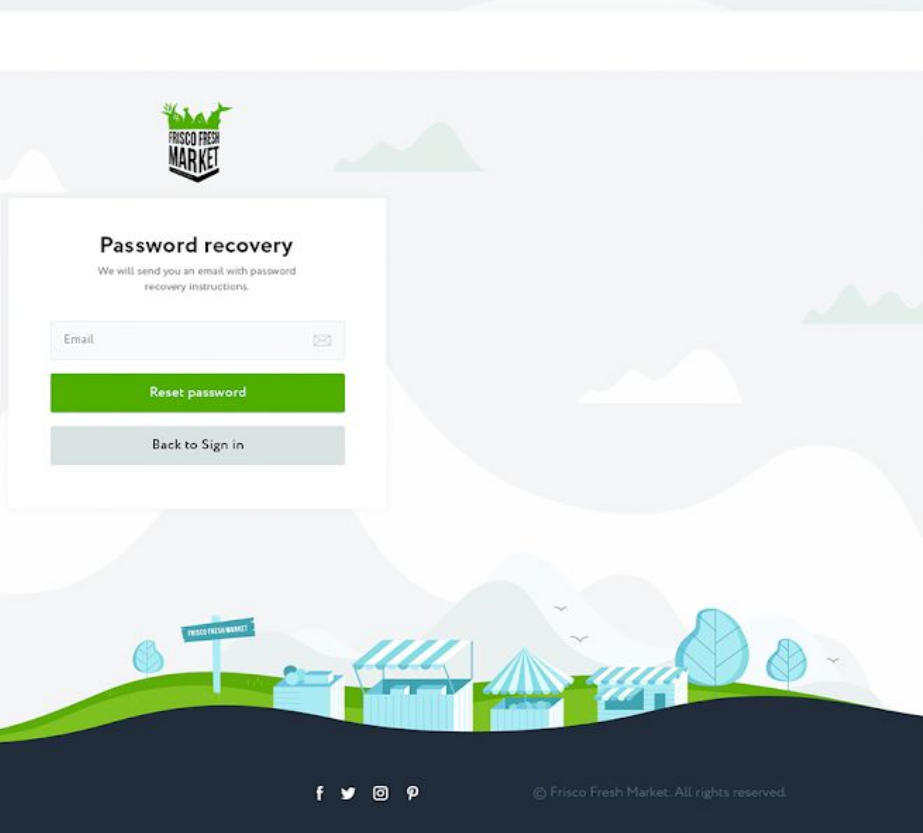 FRISCO FRESH
MARKET
Password recovery
We will send you an email with password
recovery instructions.
Email
Reset password
Back to Sign in
FRISCO FRESH MARKET
© Frisco Fresh Market. All rights reserved.